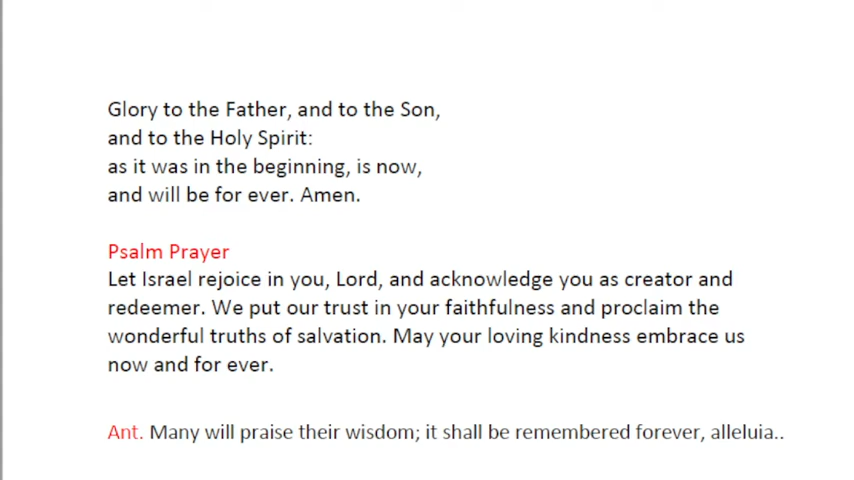 Glory to the Father, and to the Son,
and to the Holy Spirit:
as it was in the beginning, is now,
and will be for ever. Amen.
Psalm Prayer
Let Israel rejoice in you, Lord, and acknowledge you as creator and
redeemer. We put our trust in your faithfulness and proclaim the
wonderful truths of salvation. May your loving kindness embrace us
now and for ever.
Ant. Many will praise their wisdom; it shall be remembered forever, alleluia..